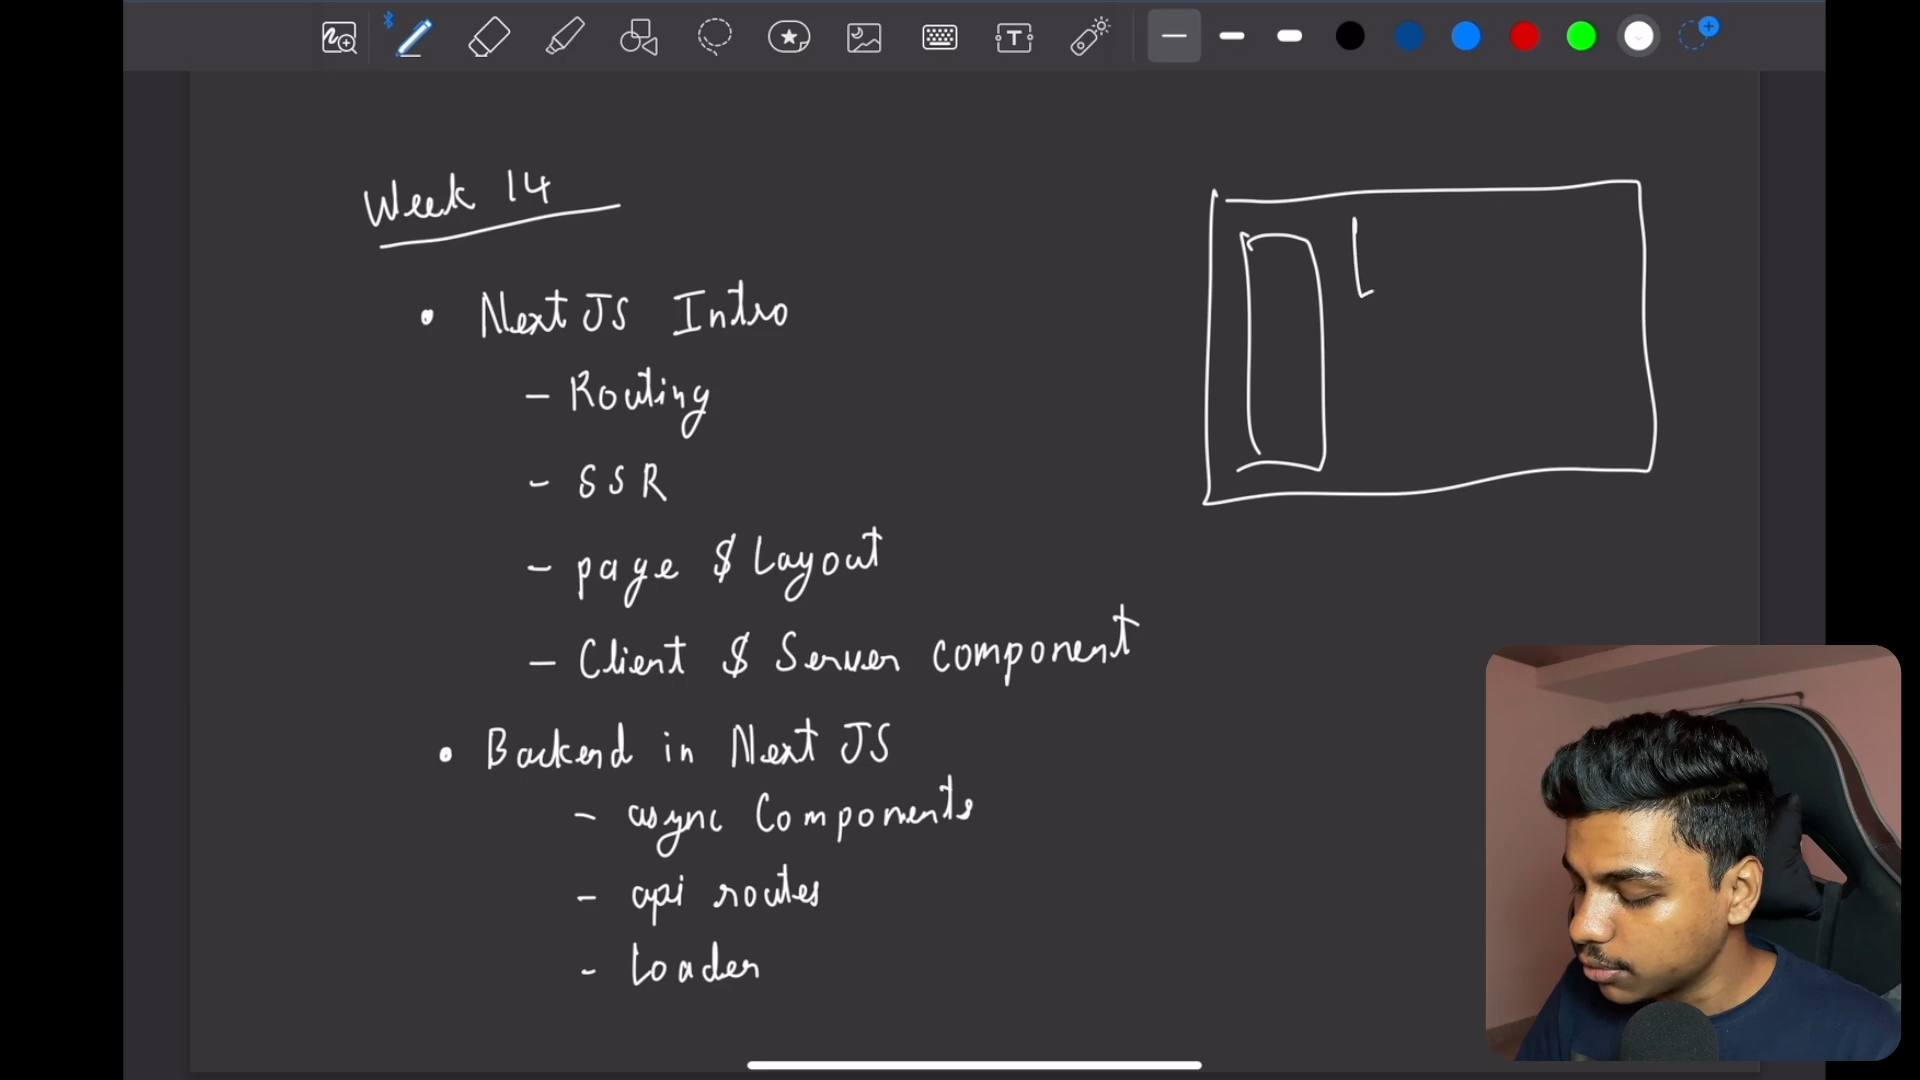 Week 14
• Next JS Intro
- Routing
- SSR
- page $ Layout
- Client $ Server component
• Backend in Next JS
- async Components
- api routes
- Loader